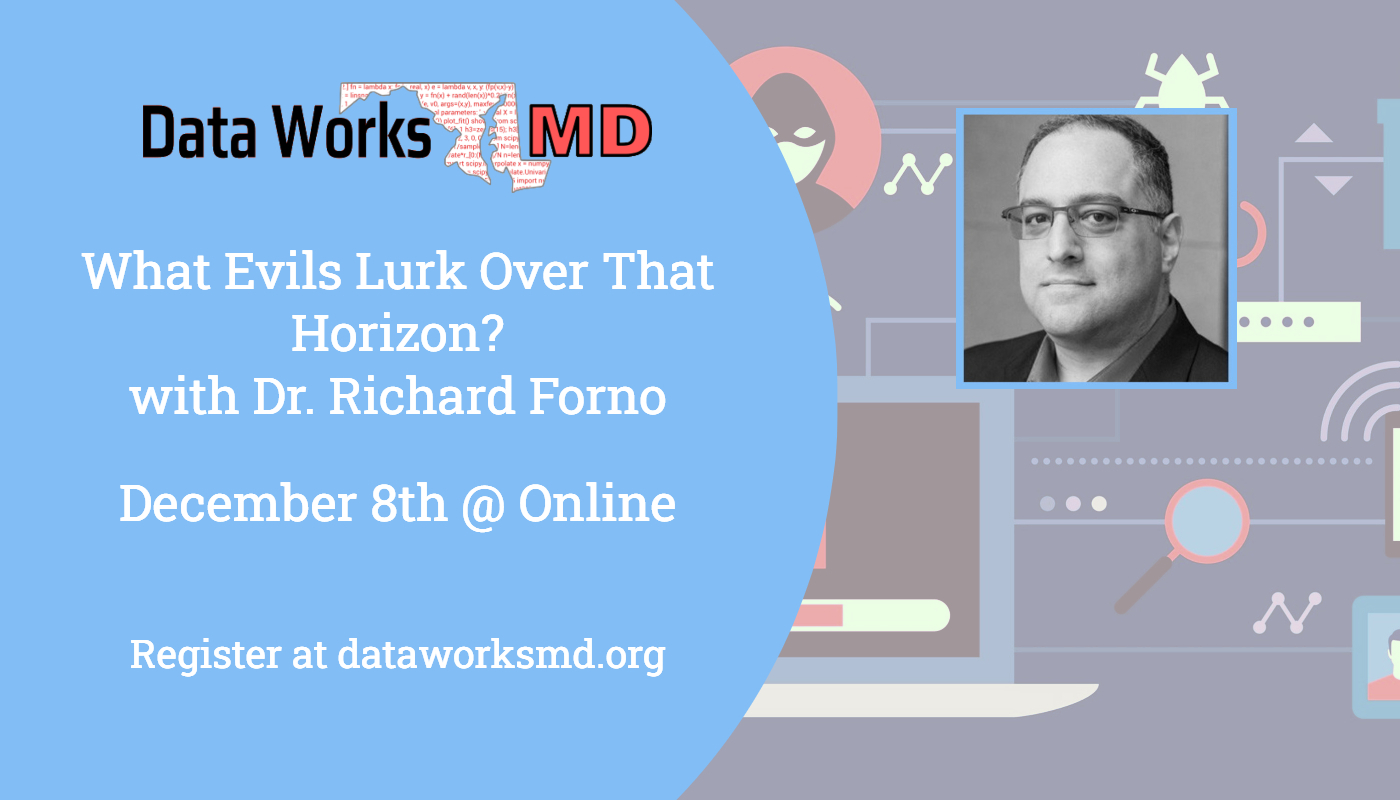 Data Works MD
What Evils Lurk Over That
Horizon?
with Dr. Richard Forno
December 8th @ Online
Register at dataworksmd.org